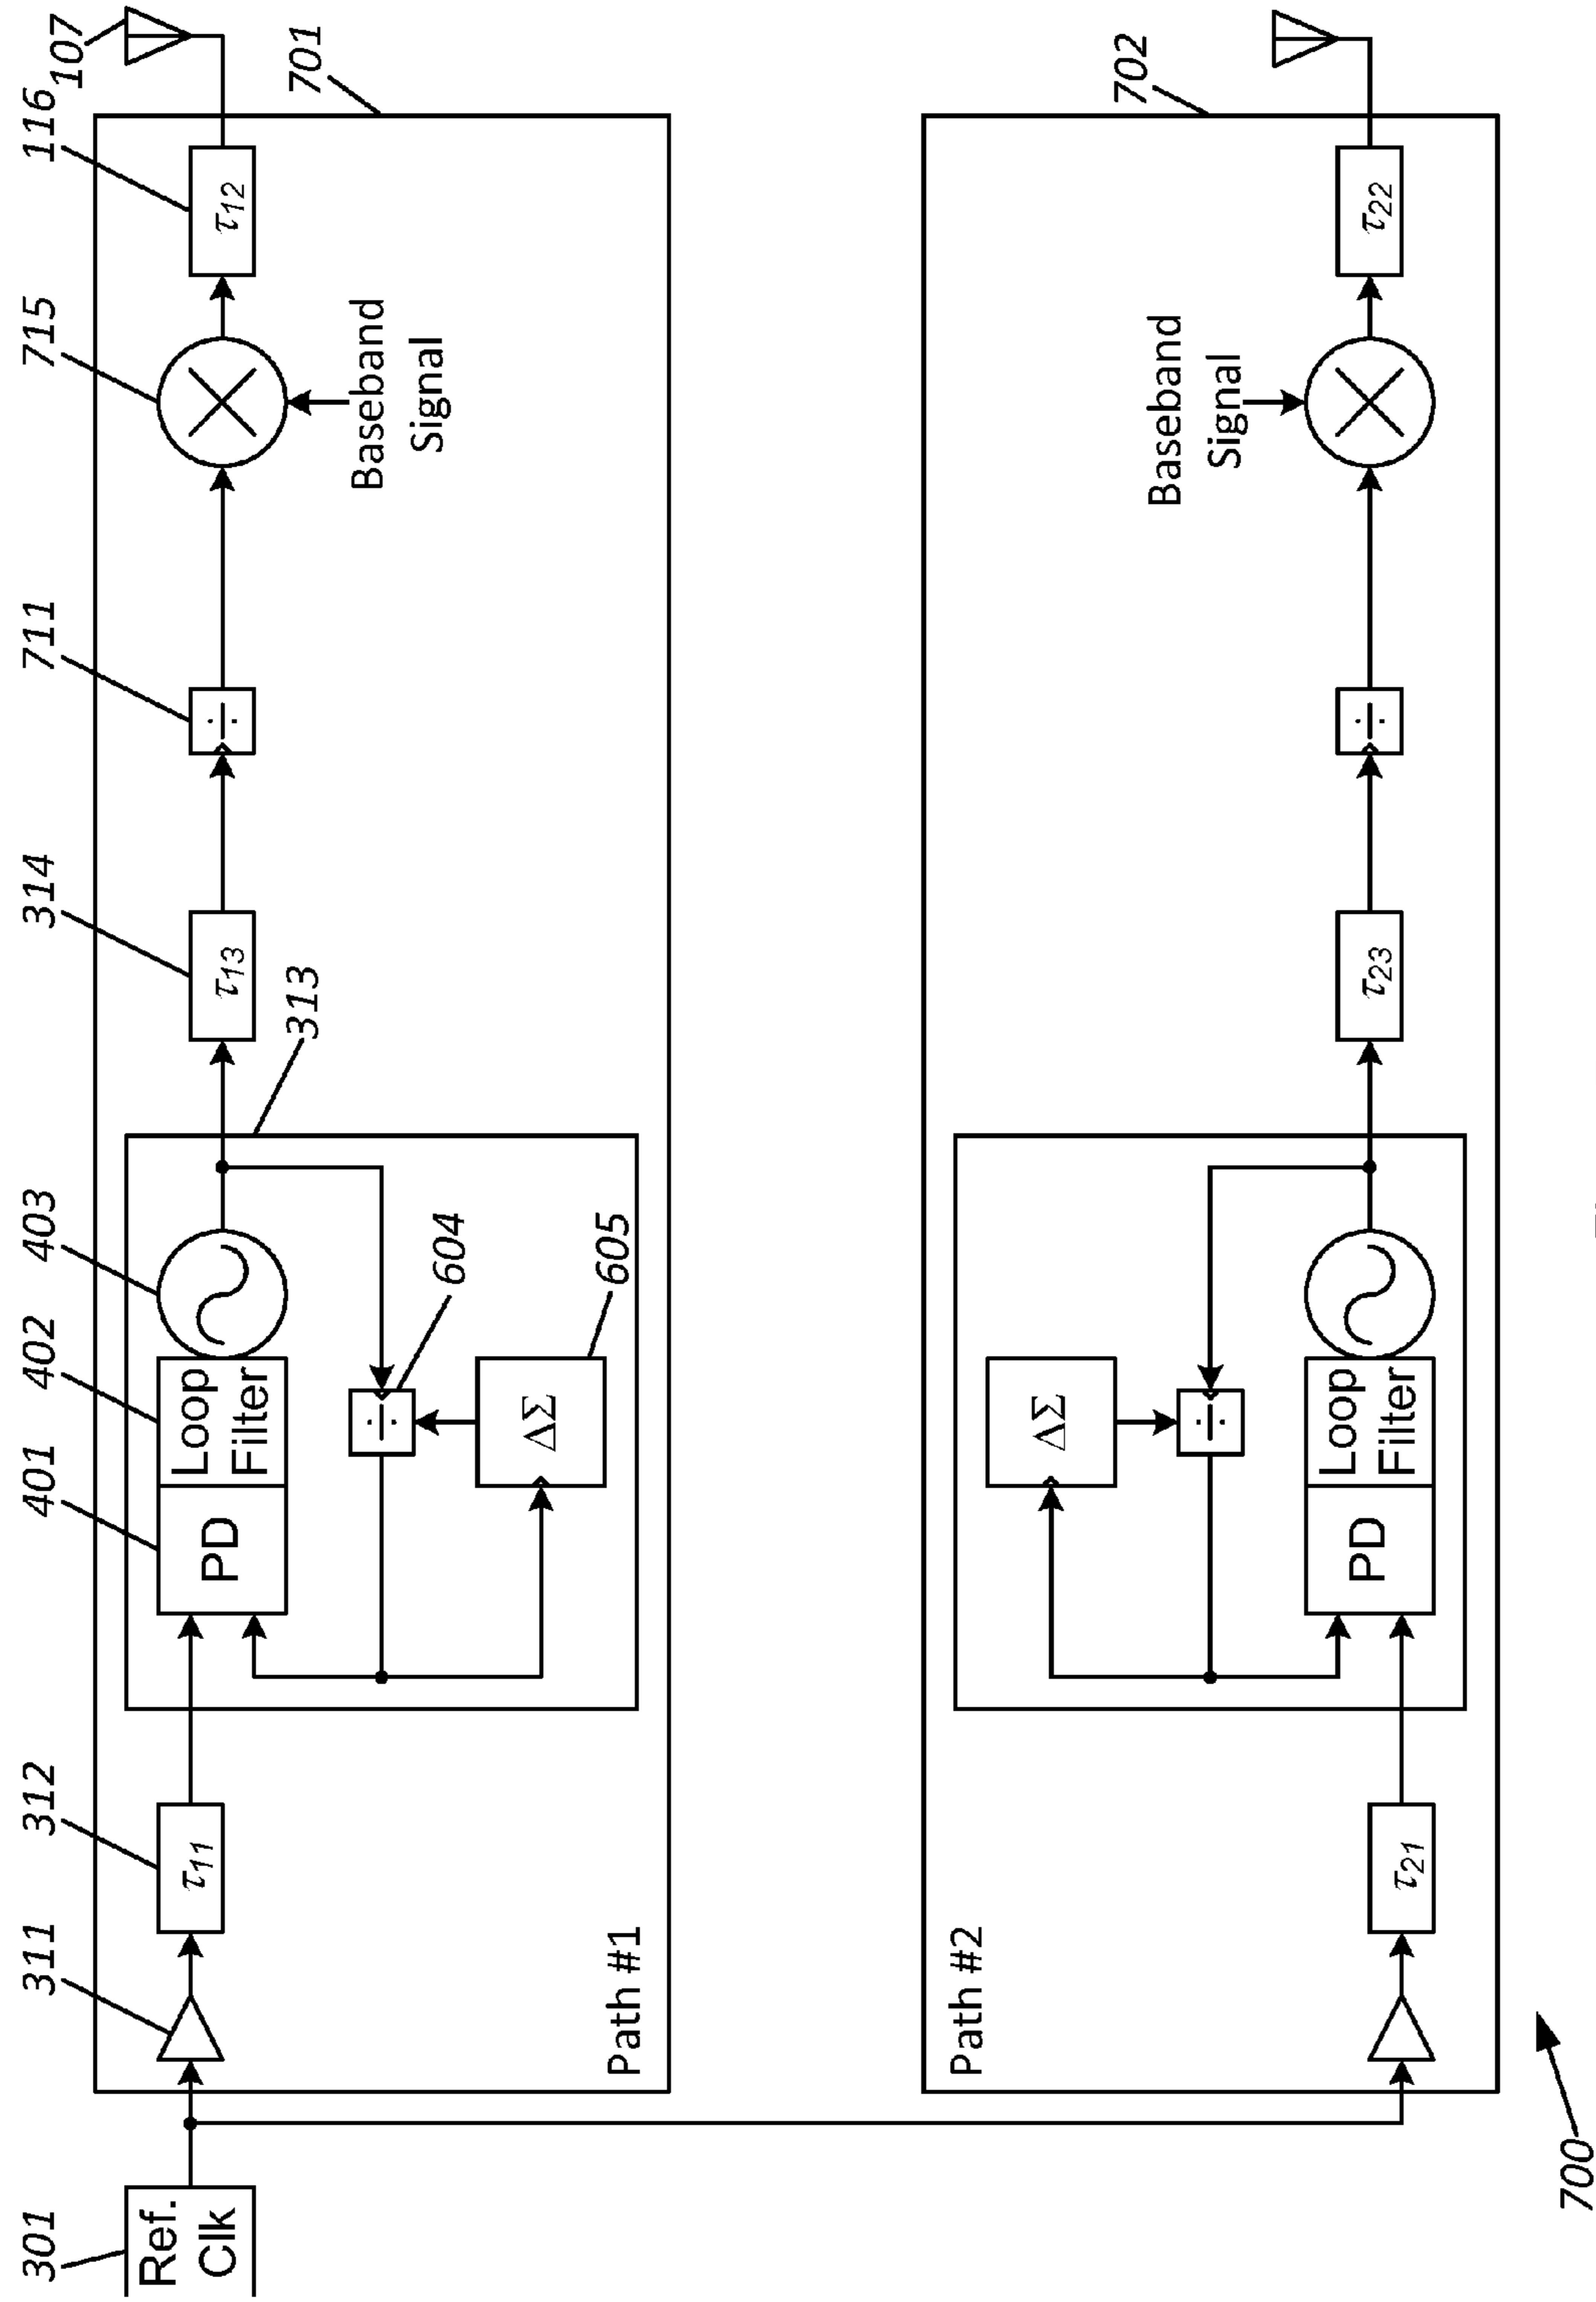 301
311
312
401
402
403
314
711
715
116
107
Ref.
Clk
τ11
PD
Loop
Filter
τ13
÷
τ12
313
701
604
÷
Baseband
Signal
605
ΔΣ
Path #1
702
Path #2
ΔΣ
÷
Baseband
Signal
τ21
PD
Loop
Filter
τ23
÷
τ22
700